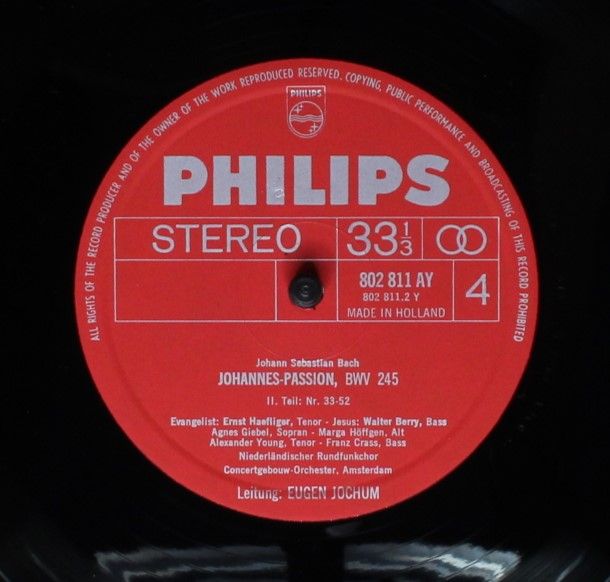 ALL RIGHTS OF THE RECORD PRODUCER AND OF THE OWNER OF THE WORK REPRODUCED RESERVED. COPYING, PUBLIC PERFORMANCE AND BROADCASTING OF THIS RECORD PROHIBITED
PHILIPS
PHILIPS
STEREO 33 1/3
802 811 AY
802 811.2 Y 4
MADE IN HOLLAND
Johann Sebastian Bach
JOHANNES-PASSION, BWV 245
II. Teil: Nr. 33-52
Evangelist: Ernst Haefliger, Tenor - Jesus: Walter Berry, Bass
Agnes Giebel, Sopran - Marga Höffgen, Alt
Alexander Young, Tenor - Franz Crass, Bass
Niederländischer Rundfunkchor
Concertgebouw-Orchester, Amsterdam
Leitung: EUGEN JOCHUM